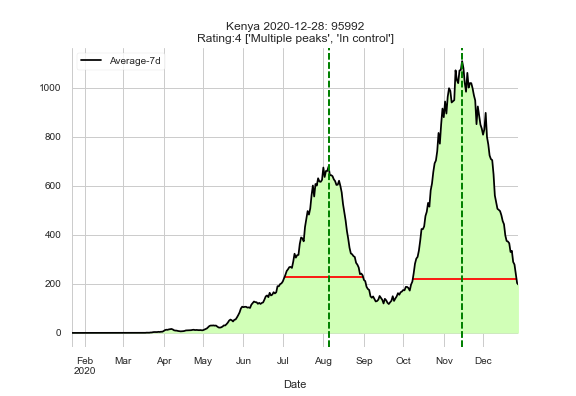 Kenya 2020-12-28: 95992
Rating:4 ['Multiple peaks', 'In control']
Average-7d
1000
800
600
400
200
0
Feb Mar Apr May Jun Jul Aug Sep Oct Nov Dec
2020
Date